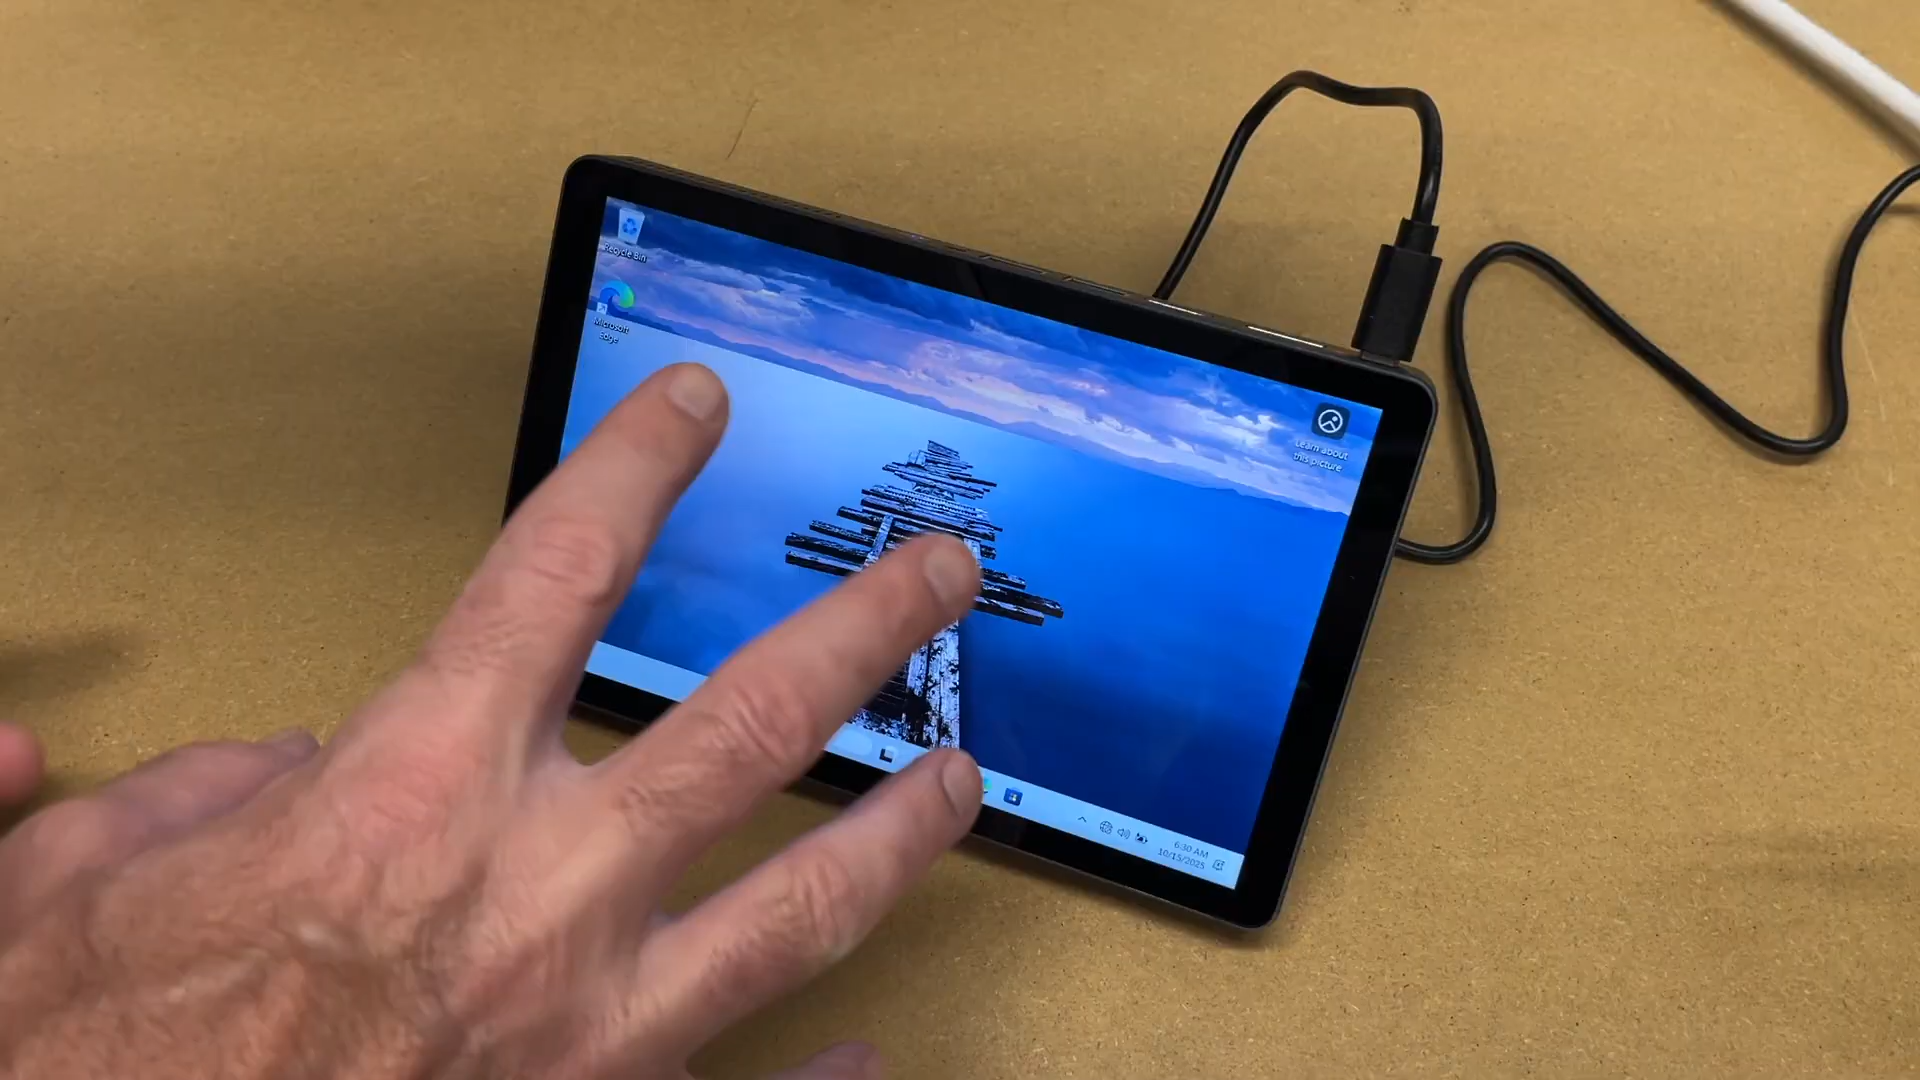 Recycle Bin
Microsoft
Edge
Learn about
this picture
6:30 AM
10/15/2025